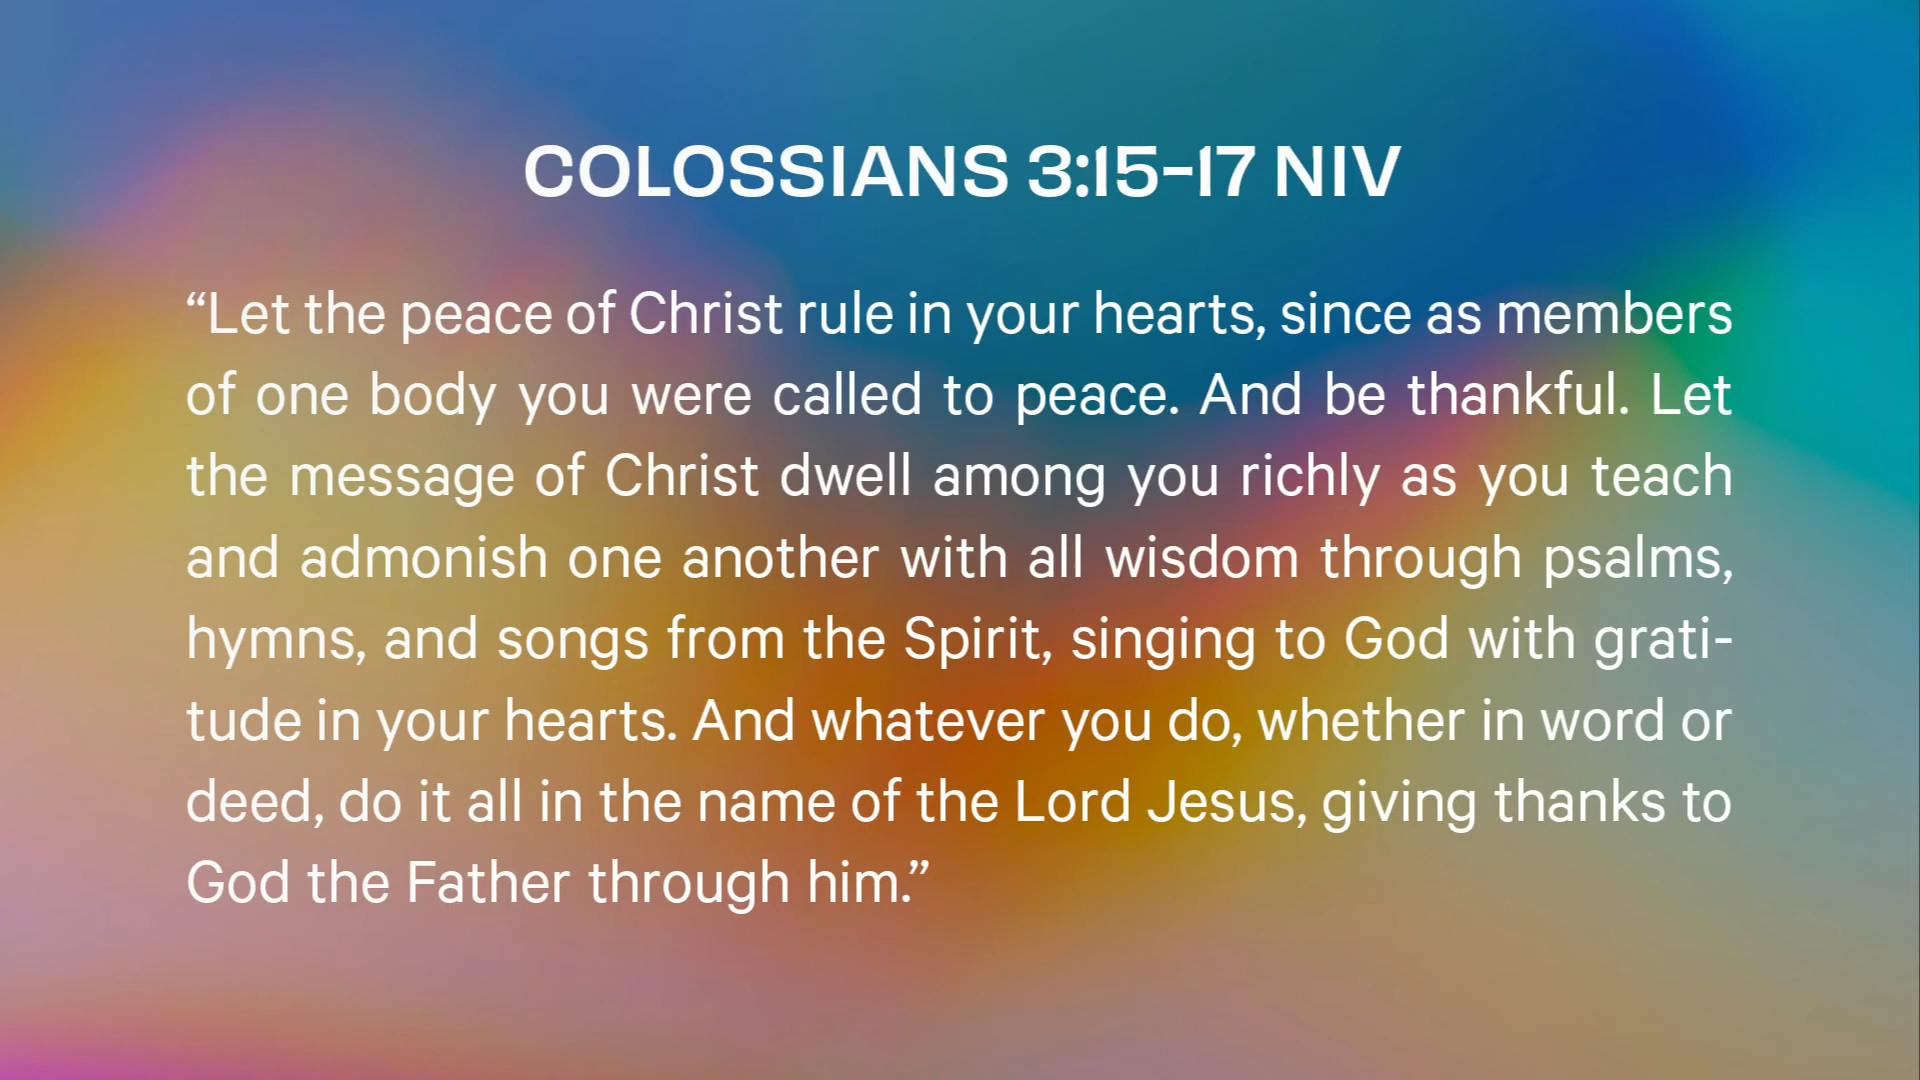 COLOSSIANS 3:15-17 NIV
“Let the peace of Christ rule in your hearts, since as members
of one body you were called to peace. And be thankful. Let
the message of Christ dwell among you richly as you teach
and admonish one another with all wisdom through psalms,
hymns, and songs from the Spirit, singing to God with grati-
tude in your hearts. And whatever you do, whether in word or
deed, do it all in the name of the Lord Jesus, giving thanks to
God the Father through him.”